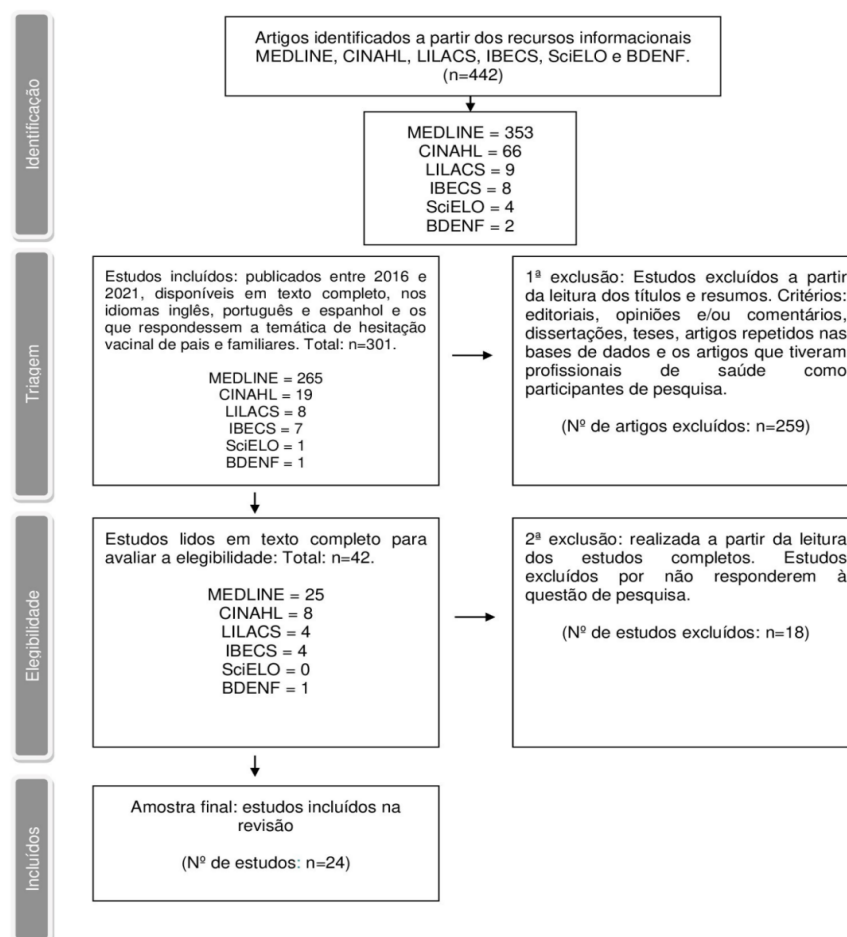 Identificação
Artigos identificados a partir dos recursos informacionais
MEDLINE, CINAHL, LILACS, IBECS, SciELO e BDENF.
(n=442)
MEDLINE = 353
CINAHL = 66
LILACS = 9
IBECS = 8
SciELO = 4
BDENF = 2
Triagem
Estudos incluídos: publicados entre 2016 e
2021, disponíveis em texto completo, nos
idiomas inglês, português e espanhol e os
que respondessem a temática de hesitação
vacinal de pais e familiares. Total: n=301.
MEDLINE = 265
CINAHL = 19
LILACS = 8
IBECS = 7
SciELO = 1
BDENF = 1
1ª exclusão: Estudos excluídos a partir
da leitura dos títulos e resumos. Critérios:
editoriais, opiniões e/ou comentários,
dissertações, teses, artigos repetidos nas
bases de dados e os artigos que tiveram
profissionais de saúde como
participantes de pesquisa.
(Nº de artigos excluídos: n=259)
Elegibilidade
Estudos lidos em texto completo para
avaliar a elegibilidade: Total: n=42.
MEDLINE = 25
CINAHL = 8
LILACS = 4
IBECS = 4
SciELO = 0
BDENF = 1
2ª exclusão: realizada a partir da leitura
dos estudos completos. Estudos
excluídos por não responderem à
questão de pesquisa.
(Nº de estudos excluídos: n=18)
Incluídos
Amostra final: estudos incluídos na
revisão
(Nº de estudos: n=24)